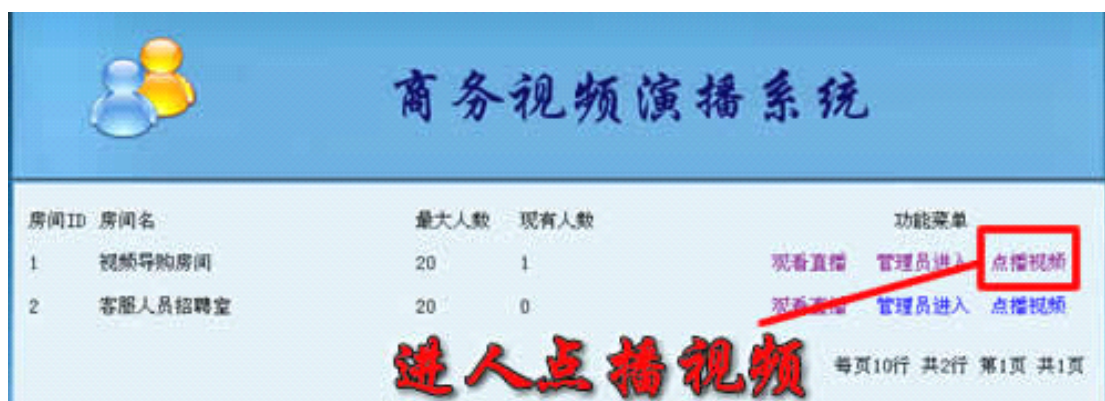 商务视频演播系统
房间ID 房间名 最大人数 现有人数 功能菜单
1 视频导购房间 20 1 观看直播 管理员进入 点播视频
2 客服人员招聘室 20 0 观看直播 管理员进入 点播视频
进入点播视频
每页10行 共2行 第1页 共1页